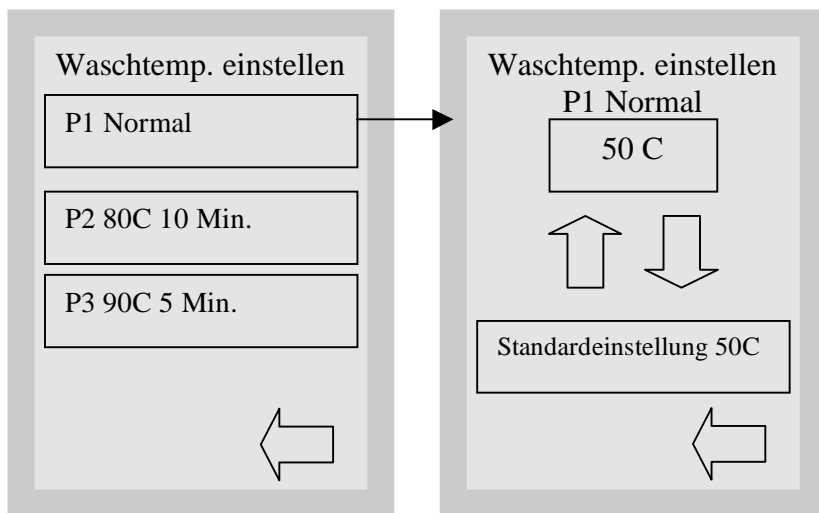 Waschtemp. einstellen
P1 Normal
P2 80C 10 Min.
P3 90C 5 Min.
Waschtemp. einstellen
P1 Normal
50 C
Standardeinstellung 50C